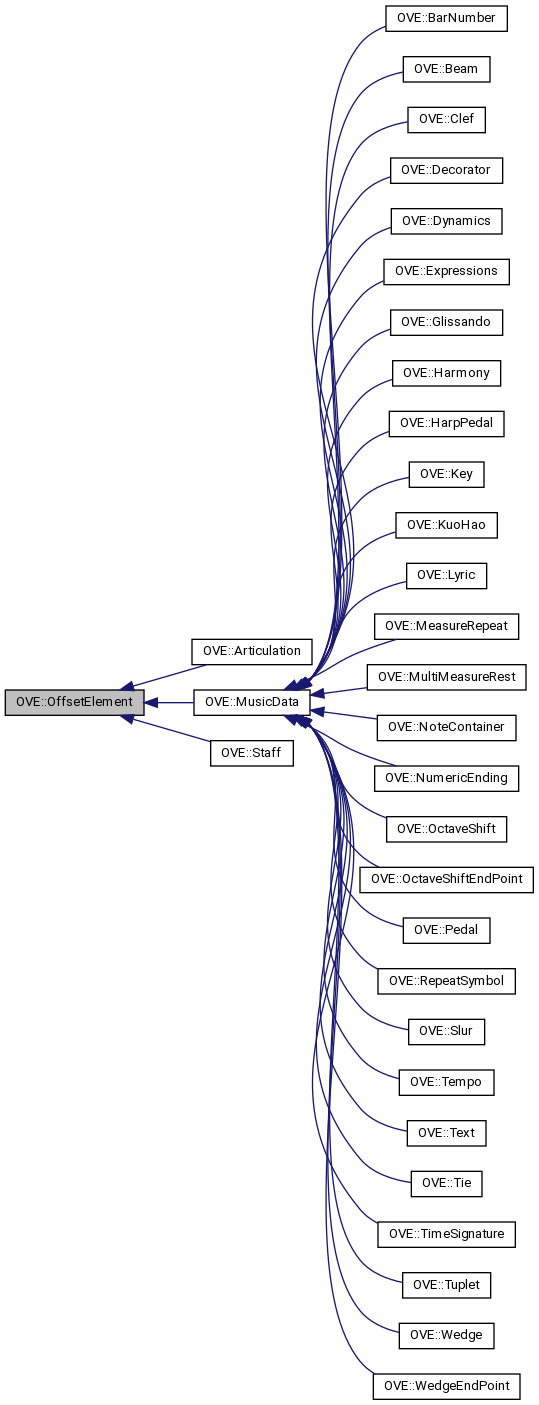 OVE::BarNumber
OVE::Beam
OVE::Clef
OVE::Decorator
OVE::Dynamics
OVE::Expressions
OVE::Glissando
OVE::Harmony
OVE::HarpPedal
OVE::Key
OVE::KuoHao
OVE::Lyric
OVE::MeasureRepeat
OVE::Articulation
OVE::MultiMeasureRest
OVE::OffsetElement
OVE::MusicData
OVE::NoteContainer
OVE::Staff
OVE::NumericEnding
OVE::OctaveShift
OVE::OctaveShiftEndPoint
OVE::Pedal
OVE::RepeatSymbol
OVE::Slur
OVE::Tempo
OVE::Text
OVE::Tie
OVE::TimeSignature
OVE::Tuplet
OVE::Wedge
OVE::WedgeEndPoint